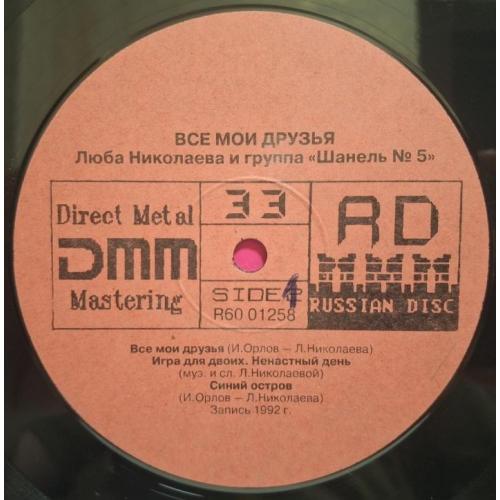 ВСЕ МОИ ДРУЗЬЯ
Люба Николаева и группа «Шанель № 5»
Direct Metal
DMM
Mastering
33
SIDE 1
R60 01258
RD
RUSSIAN DISC
Все мои друзья (И.Орлов – Л.Николаева)
Игра для двоих. Ненастный день
(муз. и сл. Л.Николаевой)
Синий остров
(И.Орлов – Л.Николаева)
Запись 1992 г.